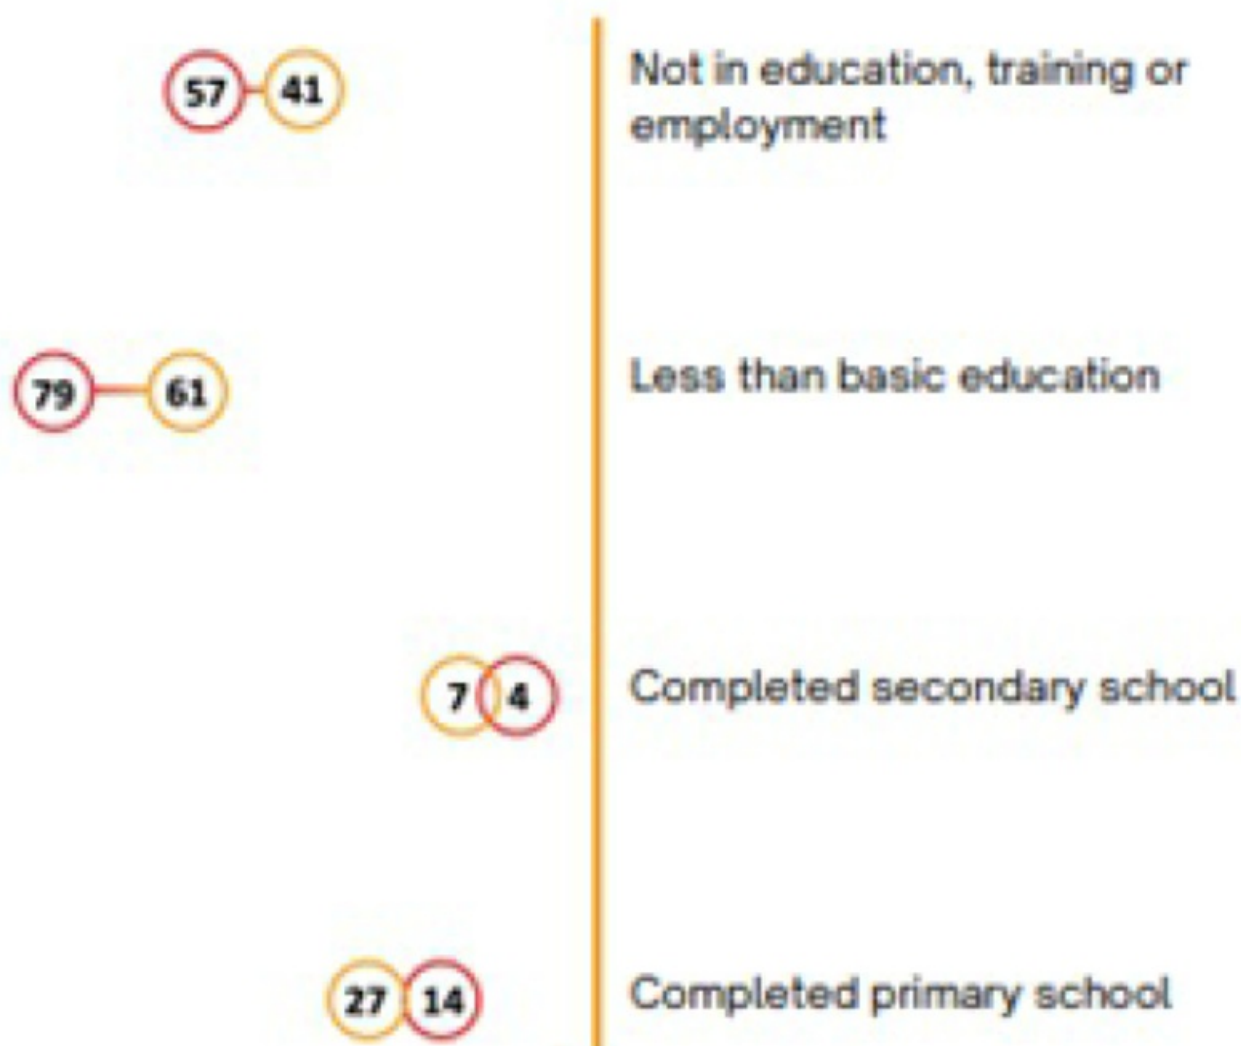 57 41 Not in education, training or
employment
79 61 Less than basic education
7 4 Completed secondary school
27 14 Completed primary school